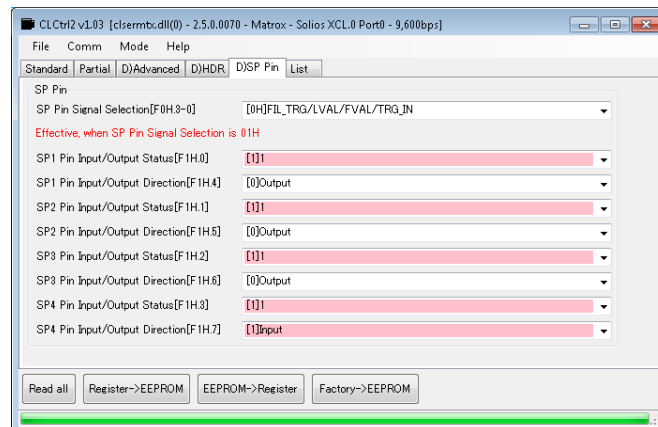 CLCtrl2 v1.03 [clsermtx.dll(0) - 2.5.0.0070 - Matrox - Solios XCL.0 Port0 - 9,600bps]
File Comm Mode Help
Standard Partial D)Advanced D)HDR D)SP Pin List
SP Pin
SP Pin Signal Selection[F0H.3-0] [0H]FIL_TRG/LVAL/FVAL/TRG_IN
Effective, when SP Pin Signal Selection is 01H
SP1 Pin Input/Output Status[F1H.0] [1]1
SP1 Pin Input/Output Direction[F1H.4] [0]Output
SP2 Pin Input/Output Status[F1H.1] [1]1
SP2 Pin Input/Output Direction[F1H.5] [0]Output
SP3 Pin Input/Output Status[F1H.2] [1]1
SP3 Pin Input/Output Direction[F1H.6] [0]Output
SP4 Pin Input/Output Status[F1H.3] [1]1
SP4 Pin Input/Output Direction[F1H.7] [1]Input
Read all Register->EEPROM EEPROM->Register Factory->EEPROM